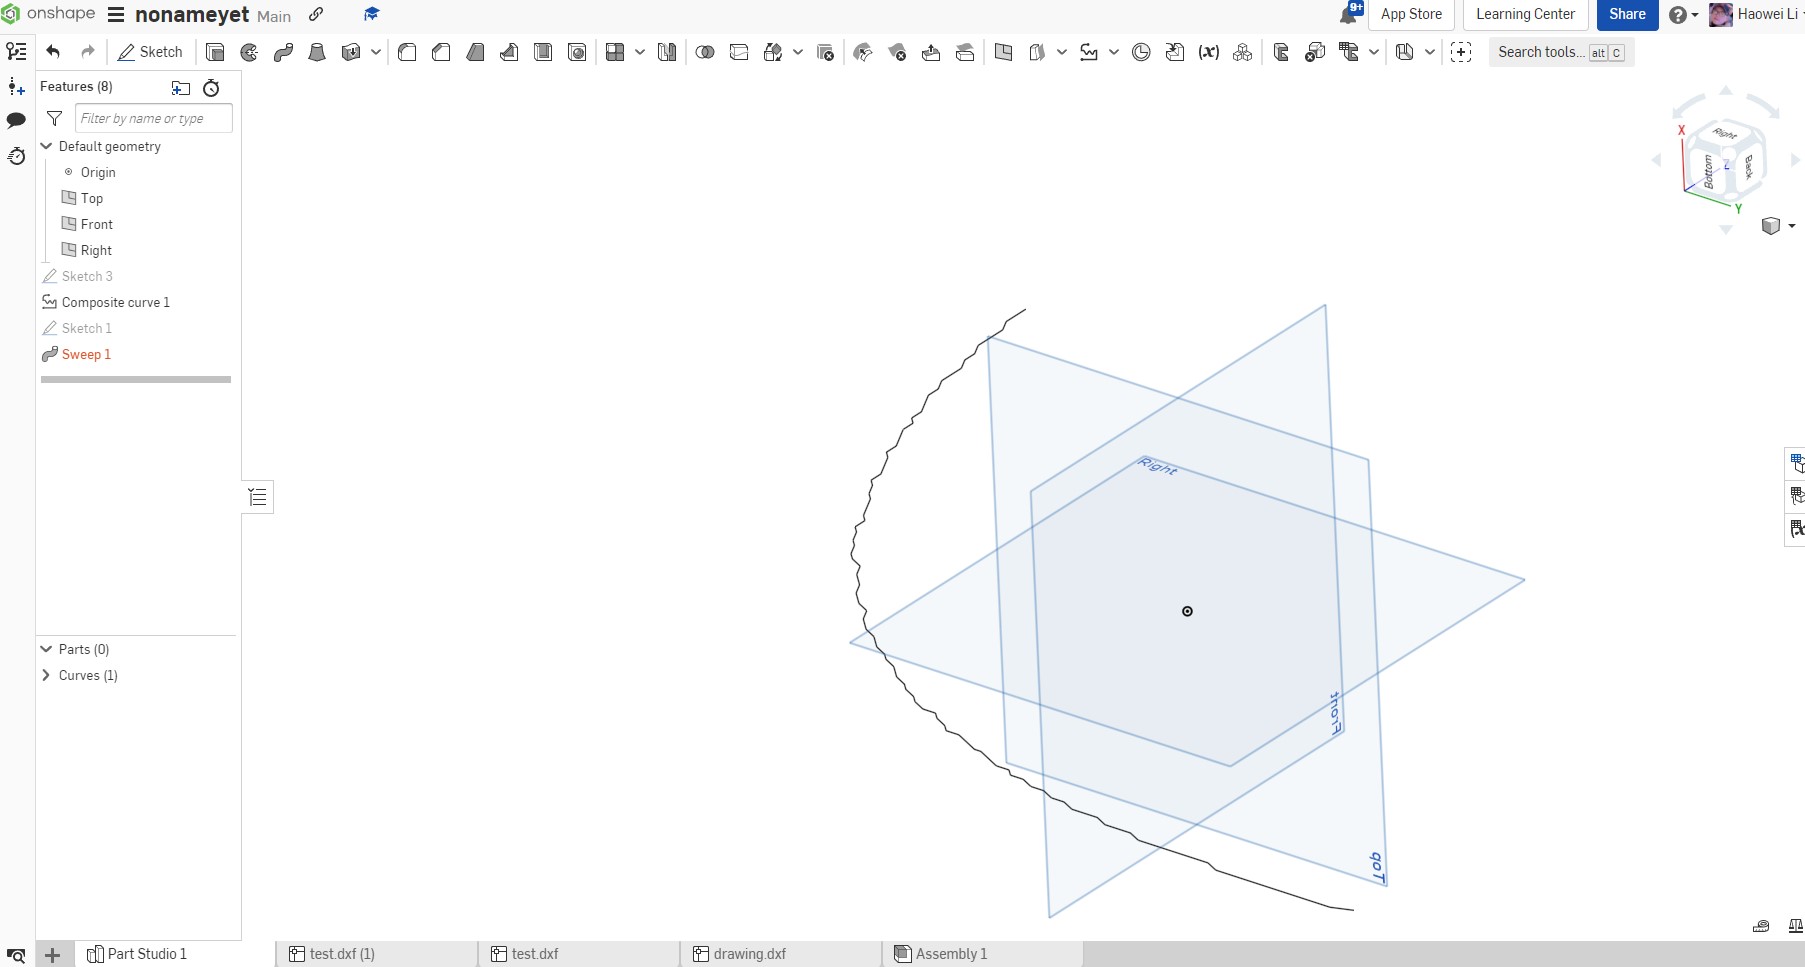 onshape
nonameyet Main
9+
App Store
Learning Center
Share
Haowei Li
Sketch
(x)
Search tools... alt C
Features (8)
Filter by name or type
Default geometry
Origin
Top
Front
Right
Sketch 3
Composite curve 1
Sketch 1
Sweep 1
Parts (0)
Curves (1)
X
Right
Bottom
Back
Z
Y
Right
Front
Top
Part Studio 1
test.dxf (1)
test.dxf
drawing.dxf
Assembly 1